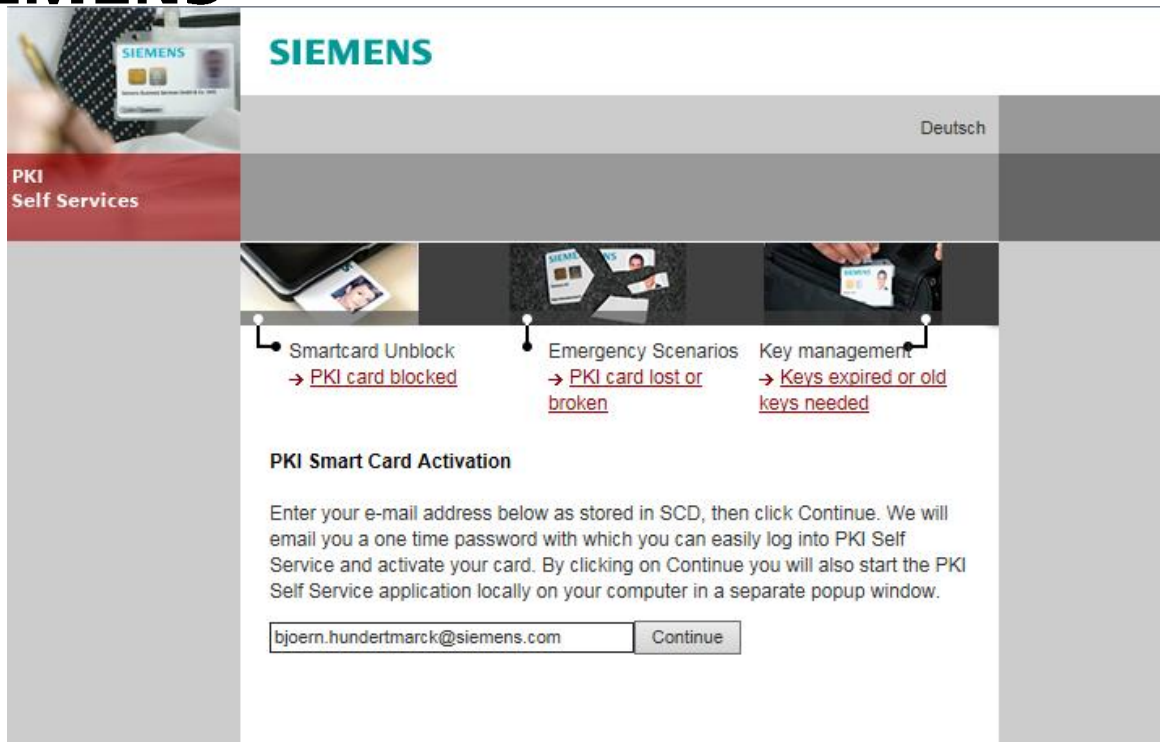 SIEMENS
SIEMENS
Deutsch
PKI
Self Services
SIEMENS
Smartcard Unblock
→ PKI card blocked
Emergency Scenarios
→ PKI card lost or
broken
Key management
→ Keys expired or old
keys needed
PKI Smart Card Activation
Enter your e-mail address below as stored in SCD, then click Continue. We will
email you a one time password with which you can easily log into PKI Self
Service and activate your card. By clicking on Continue you will also start the PKI
Self Service application locally on your computer in a separate popup window.
bjoern.hundertmarck@siemens.com
Continue